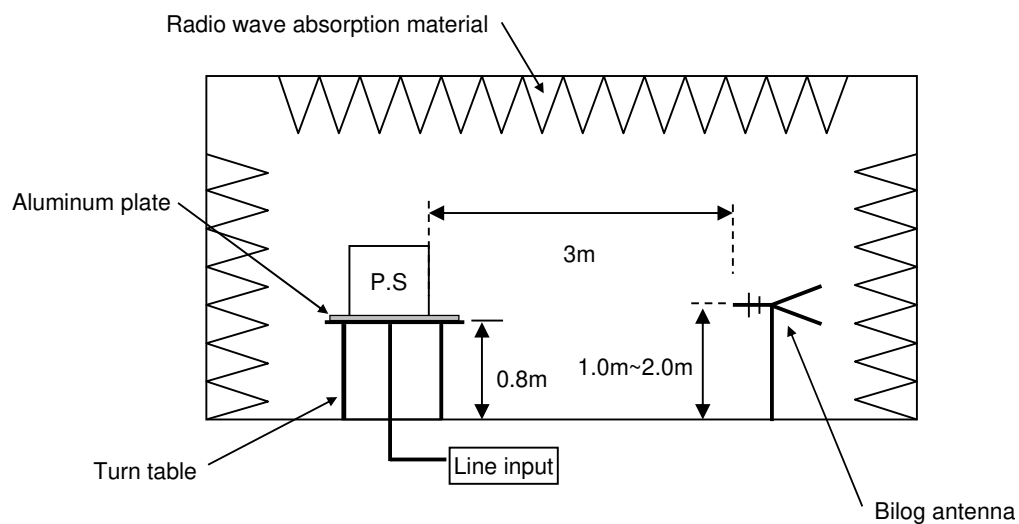 Radio wave absorption material
Aluminum plate
3m
P.S
0.8m
1.0m~2.0m
Turn table
Line input
Bilog antenna